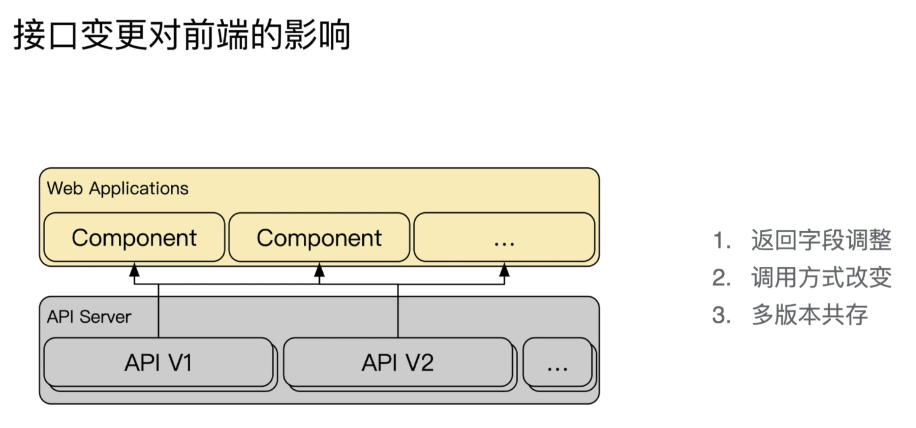 接口变更对前端的影响
Web Applications
Component
Component
...
API Server
API V1
API V2
...
1. 返回字段调整
2. 调用方式改变
3. 多版本共存